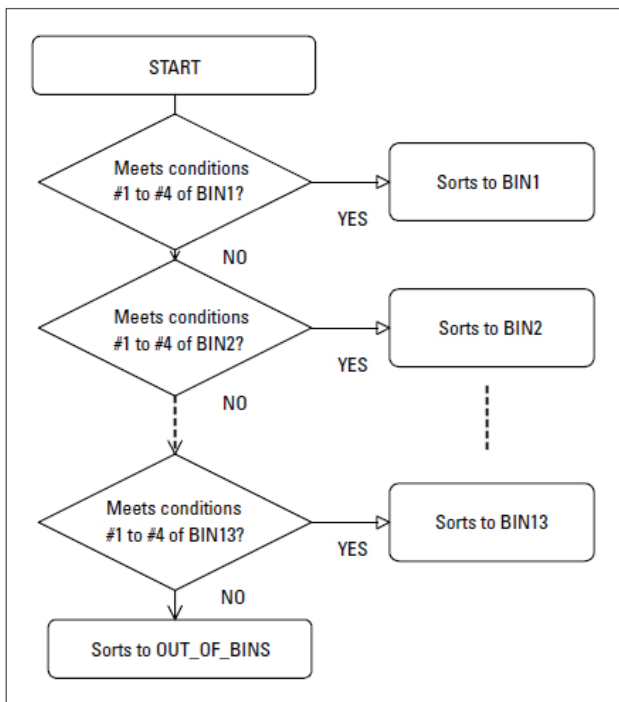 START
Meets conditions
#1 to #4 of BIN1?
YES
Sorts to BIN1
NO
Meets conditions
#1 to #4 of BIN2?
YES
Sorts to BIN2
NO
Meets conditions
#1 to #4 of BIN13?
YES
Sorts to BIN13
NO
Sorts to OUT_OF_BINS